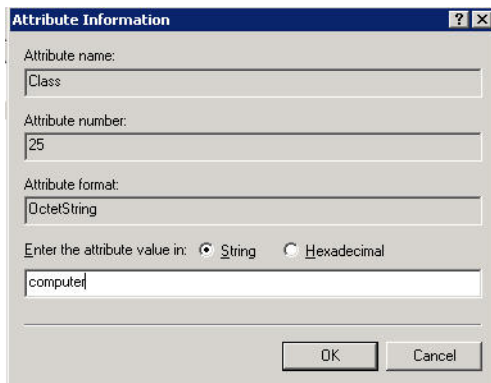 Attribute Information
Attribute name:
Class
Attribute number:
25
Attribute format:
OctetString
Enter the attribute value in: String Hexadecimal
computer
OK Cancel